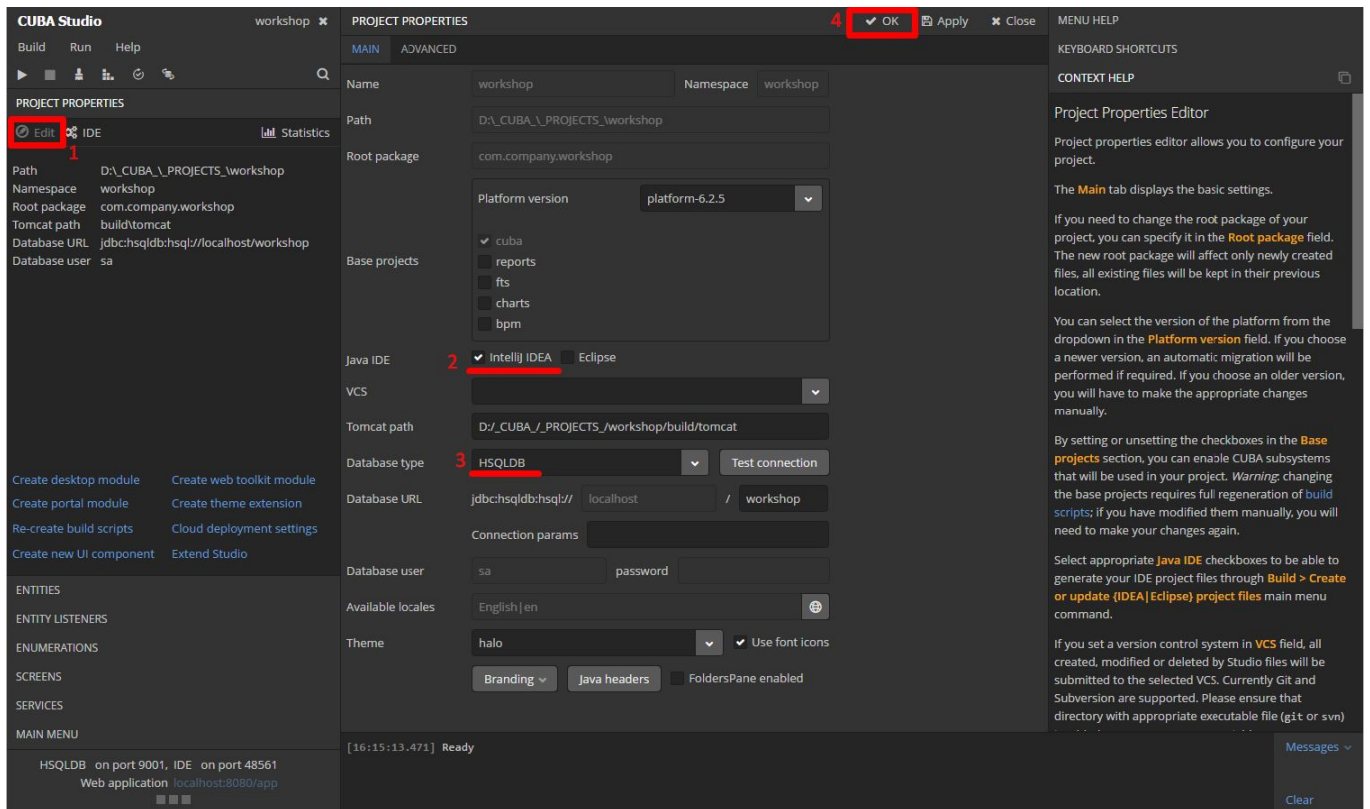 CUBA Studio workshop ✖
Build Run Help
PROJECT PROPERTIES
Edit IDE Statistics
1
Path D:\_CUBA_\_PROJECTS_\workshop
Namespace workshop
Root package com.company.workshop
Tomcat path build\tomcat
Database URL jdbc:hsqldb:hsql://localhost/workshop
Database user sa
Create desktop module Create web toolkit module
Create portal module Create theme extension
Re-create build scripts Cloud deployment settings
Create new UI component Extend Studio
ENTITIES
ENTITY LISTENERS
ENUMERATIONS
SCREENS
SERVICES
MAIN MENU
HSQLDB on port 9001, IDE on port 48561
Web application localhost:8080/app
PROJECT PROPERTIES 4 OK Apply Close
MAIN ADVANCED
Name workshop Namespace workshop
Path D:\_CUBA_\_PROJECTS_\workshop
Root package com.company.workshop
Platform version platform-6.2.5
Base projects
cuba
reports
fts
charts
bpm
Java IDE 2 IntelliJ IDEA Eclipse
VCS
Tomcat path D:/_CUBA_/_PROJECTS_/workshop/build/tomcat
Database type 3 HSQLDB Test connection
Database URL jdbc:hsqldb:hsql:// localhost / workshop
Connection params
Database user sa password
Available locales English|en
Theme halo Use font icons
Branding Java headers FoldersPane enabled
[16:15:13.471] Ready
Messages
Clear
MENU HELP
KEYBOARD SHORTCUTS
CONTEXT HELP
Project Properties Editor
Project properties editor allows you to configure your
project.
The Main tab displays the basic settings.
If you need to change the root package of your
project, you can specify it in the Root package field.
The new root package will affect only newly created
files, all existing files will be kept in their previous
location.
You can select the version of the platform from the
dropdown in the Platform version field. If you choose
a newer version, an automatic migration will be
performed if required. If you choose an older version,
you will have to make the appropriate changes
manually.
By setting or unsetting the checkboxes in the Base
projects section, you can enable CUBA subsystems
that will be used in your project. Warning: changing
the base projects requires full regeneration of build
scripts; if you have modified them manually, you will
need to make your changes again.
Select appropriate Java IDE checkboxes to be able to
generate your IDE project files through Build > Create
or update {IDEA|Eclipse} project files main menu
command.
If you set a version control system in VCS field, all
created, modified or deleted by Studio files will be
submitted to the selected VCS. Currently Git and
Subversion are supported. Please ensure that
directory with appropriate executable file (git or svn)